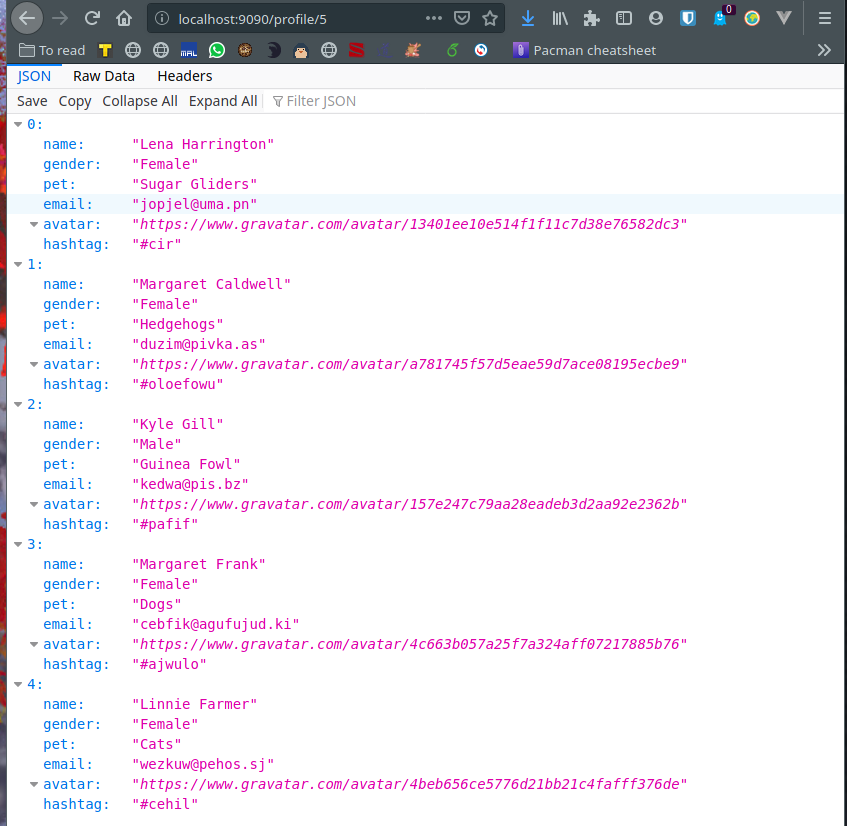 localhost:9090/profile/5
0
To read T MAL Pacman cheatsheet
JSON Raw Data Headers
Save Copy Collapse All Expand All Filter JSON
0:
name: "Lena Harrington"
gender: "Female"
pet: "Sugar Gliders"
email: "jopjel@uma.pn"
avatar: "https://www.gravatar.com/avatar/13401ee10e514f1f11c7d38e76582dc3"
hashtag: "#cir"
1:
name: "Margaret Caldwell"
gender: "Female"
pet: "Hedgehogs"
email: "duzim@pivka.as"
avatar: "https://www.gravatar.com/avatar/a781745f57d5eae59d7ace08195ecbe9"
hashtag: "#oloefowu"
2:
name: "Kyle Gill"
gender: "Male"
pet: "Guinea Fowl"
email: "kedwa@pis.bz"
avatar: "https://www.gravatar.com/avatar/157e247c79aa28eadeb3d2aa92e2362b"
hashtag: "#pafif"
3:
name: "Margaret Frank"
gender: "Female"
pet: "Dogs"
email: "cebfik@agufujud.ki"
avatar: "https://www.gravatar.com/avatar/4c663b057a25f7a324aff07217885b76"
hashtag: "#ajwulo"
4:
name: "Linnie Farmer"
gender: "Female"
pet: "Cats"
email: "wezkuw@pehos.sj"
avatar: "https://www.gravatar.com/avatar/4beb656ce5776d21bb21c4fafff376de"
hashtag: "#cehil"